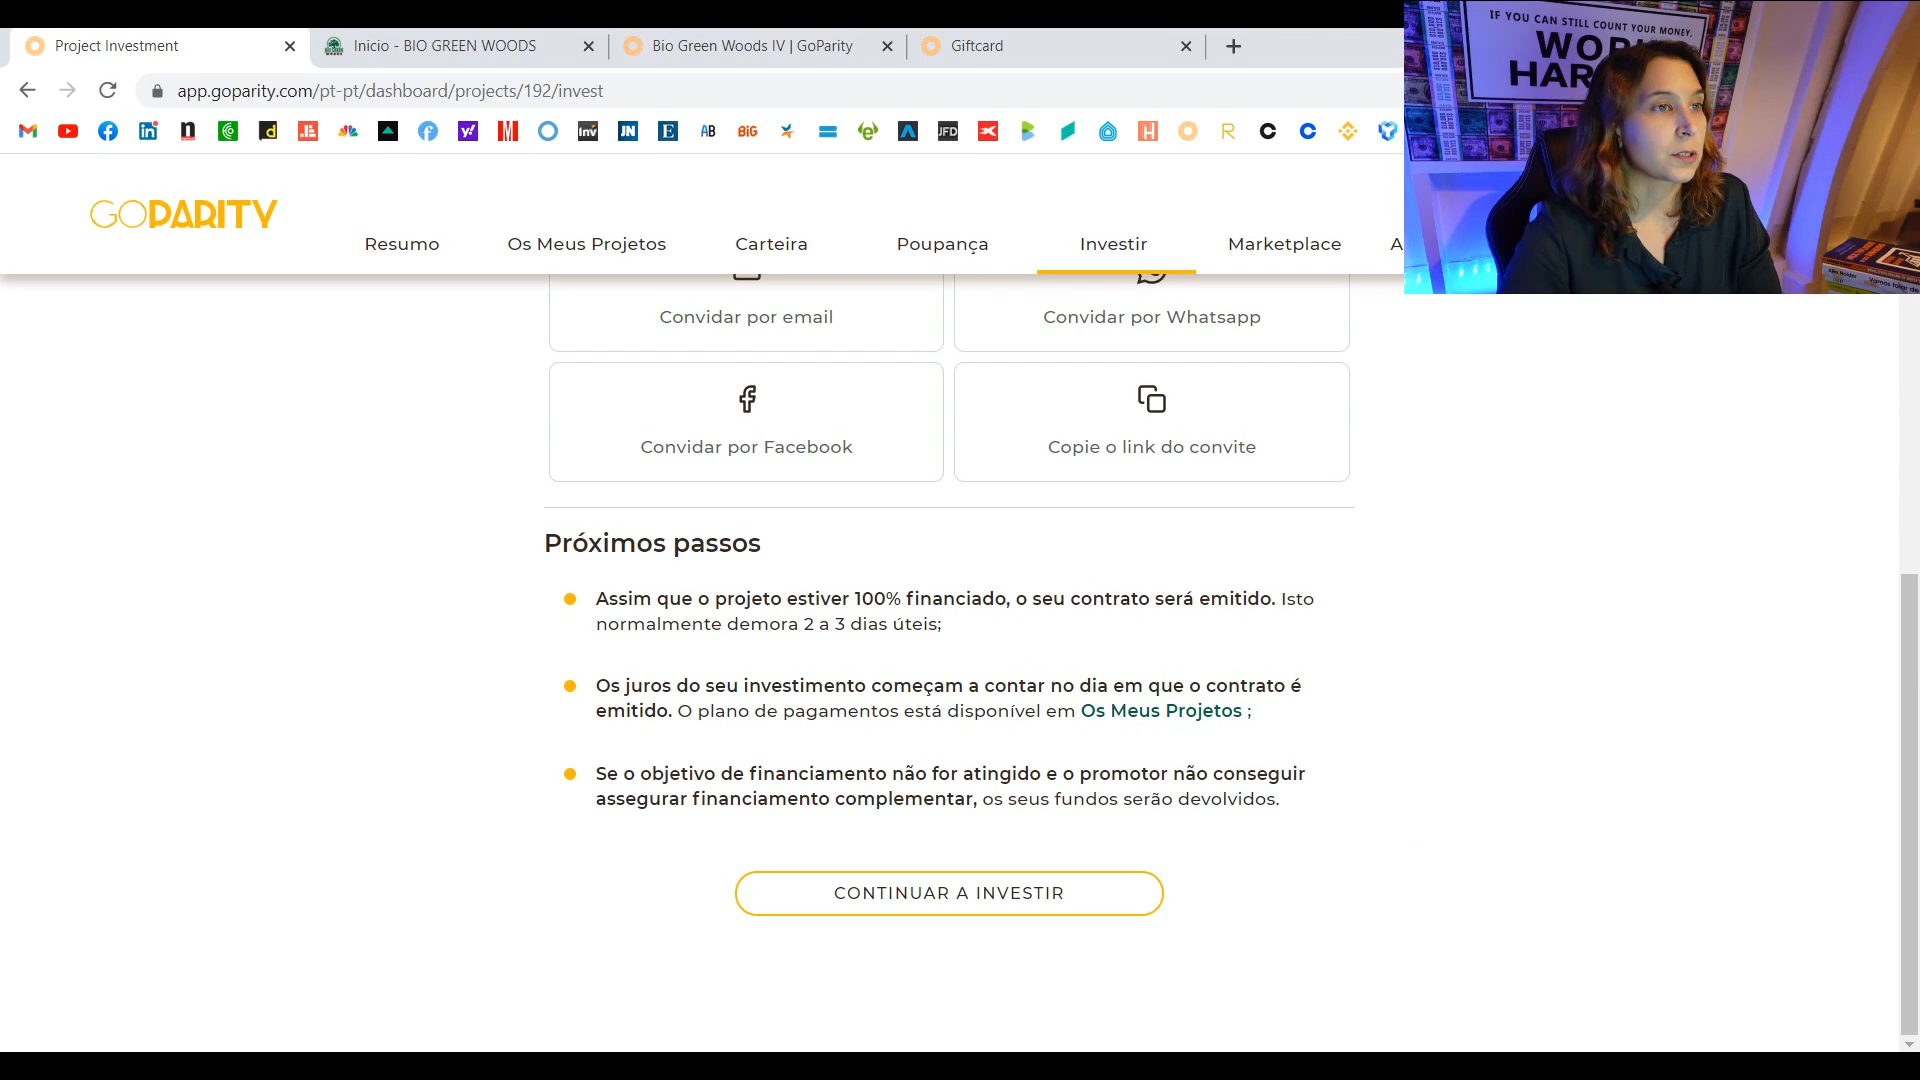 Project Investment
Inicio - BIO GREEN WOODS
Bio Green Woods IV | GoParity
Giftcard
app.goparity.com/pt-pt/dashboard/projects/192/invest
IF YOU CAN STILL COUNT YOUR MONEY,
GOPARITY
Resumo
Os Meus Projetos
Carteira
Poupança
Investir
Marketplace
A
Convidar por email
Convidar por Whatsapp
Convidar por Facebook
Copie o link do convite
Próximos passos
Assim que o projeto estiver 100% financiado, o seu contrato será emitido. Isto
normalmente demora 2 a 3 dias úteis;
Os juros do seu investimento começam a contar no dia em que o contrato é
emitido. O plano de pagamentos está disponível em Os Meus Projetos ;
Se o objetivo de financiamento não for atingido e o promotor não conseguir
assegurar financiamento complementar, os seus fundos serão devolvidos.
CONTINUAR A INVESTIR